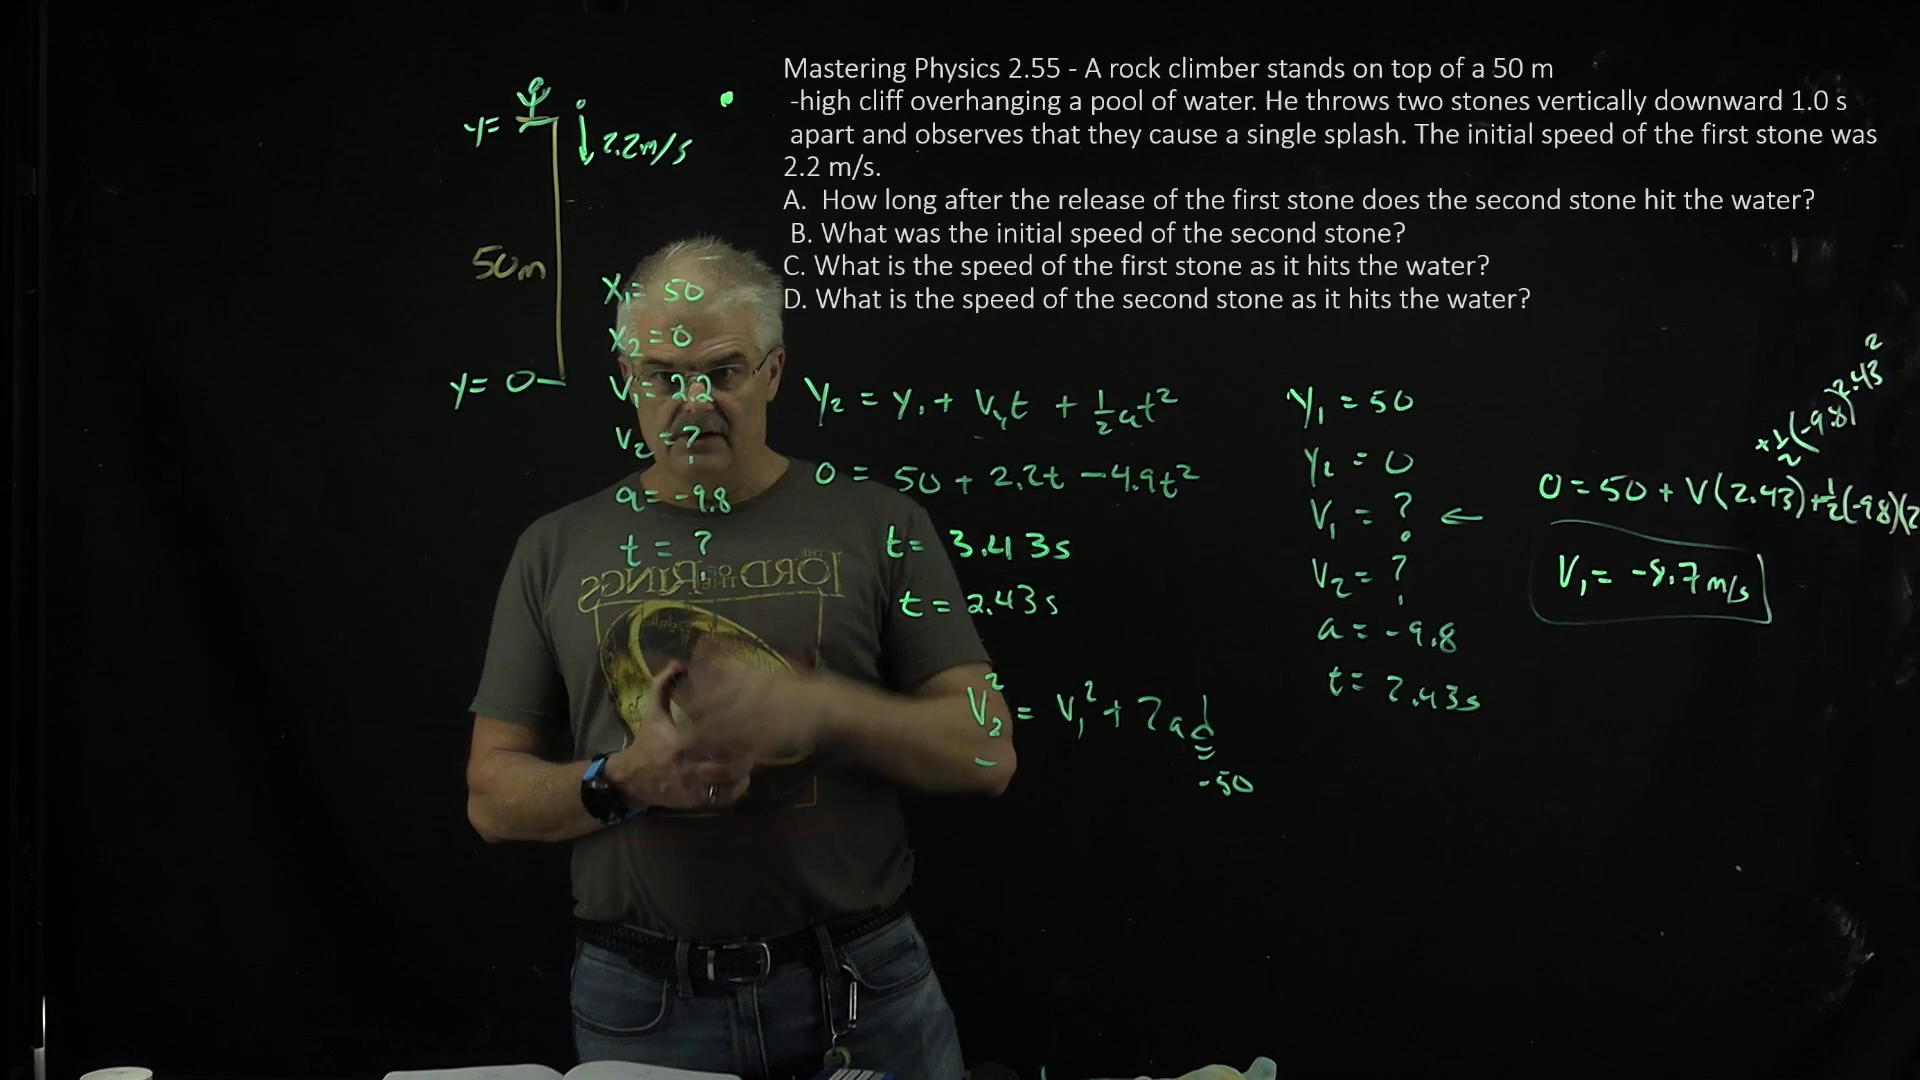 Mastering Physics 2.55 - A rock climber stands on top of a 50 m
-high cliff overhanging a pool of water. He throws two stones vertically downward 1.0 s
apart and observes that they cause a single splash. The initial speed of the first stone was
2.2 m/s.
A. How long after the release of the first stone does the second stone hit the water?
B. What was the initial speed of the second stone?
C. What is the speed of the first stone as it hits the water?
D. What is the speed of the second stone as it hits the water?
y=
2.2m/s
50m
y= 0
X₁= 50
X₂=0
V₁= 2.2
V₂ =?
a= -9.8
t = ?
THE LORD OF THE RINGS
Y₂ = Y₁ + V₁t + ½at²
0 = 50 + 2.2t -4.9t²
t= 3.43s
t= 2.43s
V₂² = V₁² + 2ad
-50
Y₁ = 50
Y₂ = 0
V₁ = ? ←
V₂ = ?
a = -9.8
t= 2.43s
+½(-9.8) 2.43²
0 = 50 + V(2.43)+½(-9.8)(2
V₁= -8.7 m/s